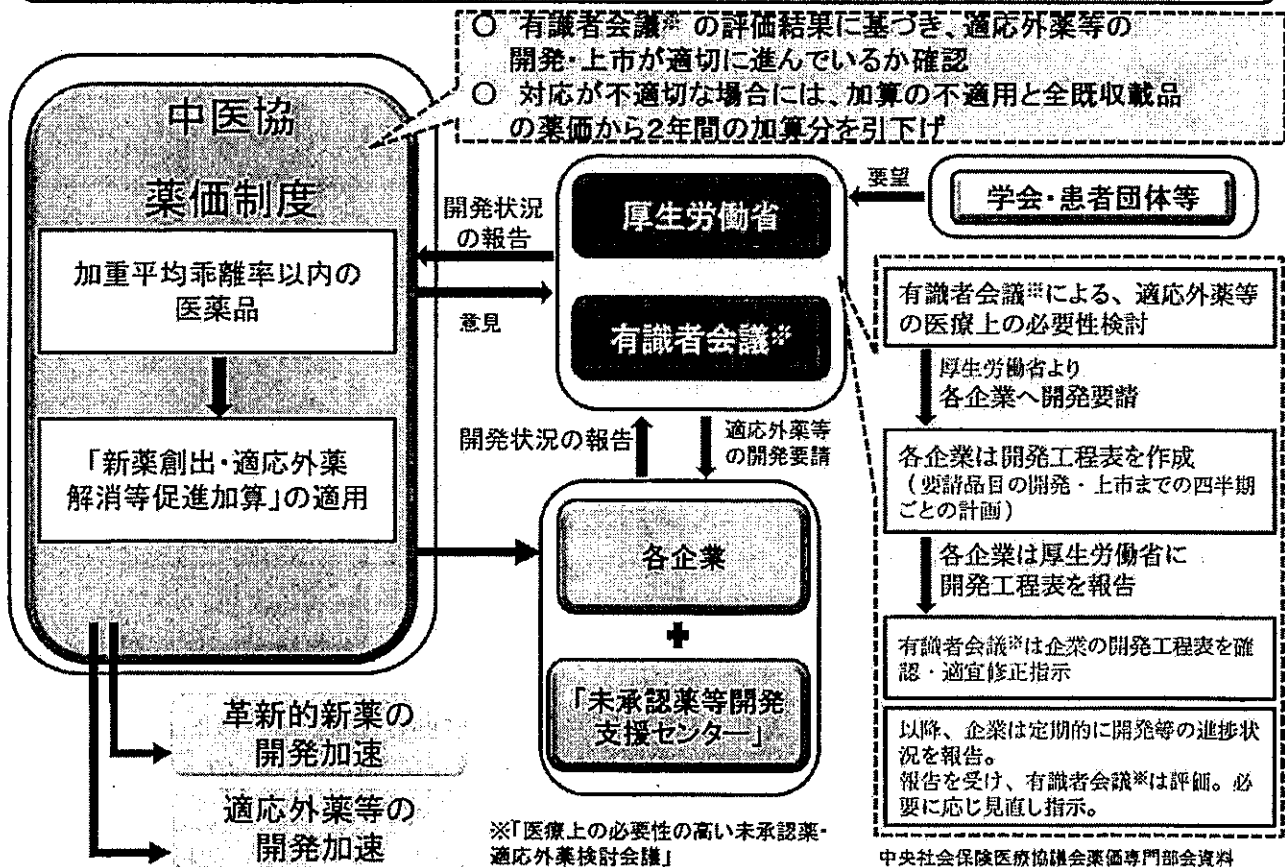 ○ 有識者会議※ の評価結果に基づき、適応外薬等の
開発・上市が適切に進んでいるか確認
○ 対応が不適切な場合には、加算の不適用と全既収載品
の薬価から2年間の加算分を引下げ
中医協
薬価制度
加重平均乖離率以内の
医薬品
「新薬創出・適応外薬
解消等促進加算」の適用
革新的新薬の
開発加速
適応外薬等の
開発加速
開発状況
の報告
意見
厚生労働省
有識者会議※
要望
学会・患者団体等
開発状況の報告
適応外薬等
の開発要請
各企業
+
「未承認薬等開発
支援センター」
※「医療上の必要性の高い未承認薬・
適応外薬検討会議」
有識者会議※による、適応外薬等
の医療上の必要性検討
厚生労働省より
各企業へ開発要請
各企業は開発工程表を作成
(要請品目の開発・上市までの四半期
ごとの計画)
各企業は厚生労働省に
開発工程表を報告
有識者会議※は企業の開発工程表を確
認・適宜修正指示
以降、企業は定期的に開発等の進捗状
況を報告。
報告を受け、有識者会議※は評価。必
要に応じ見直し指示。
中央社会保険医療協議会薬価専門部会資料